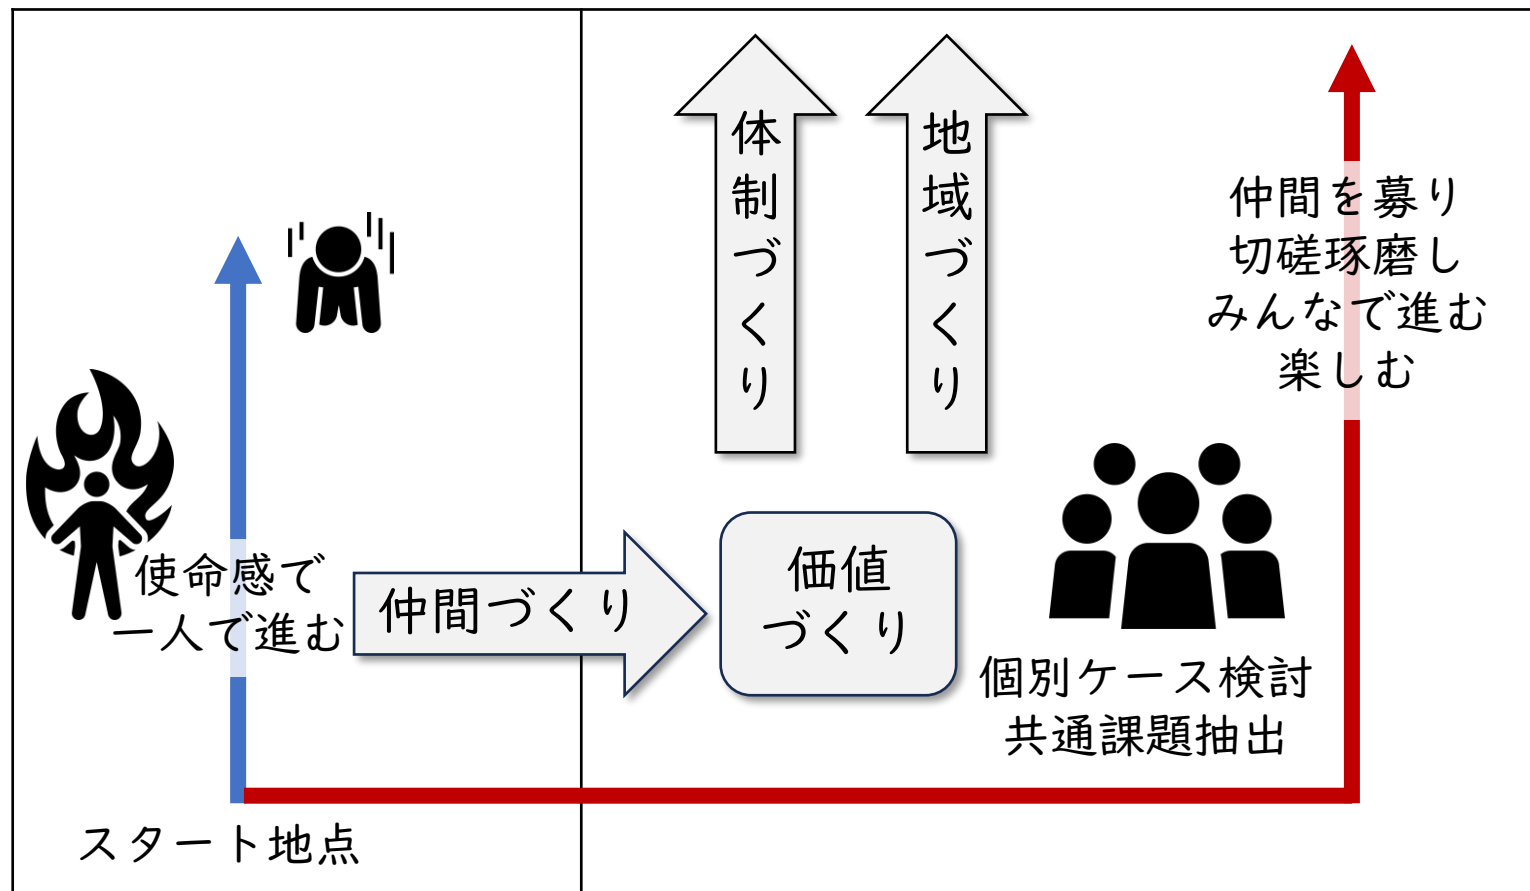 使命感で
一人で進む
スタート地点
仲間づくり
価値
づくり
体制づくり
地域づくり
個別ケース検討
共通課題抽出
仲間を募り
切磋琢磨し
みんなで進む
楽しむ